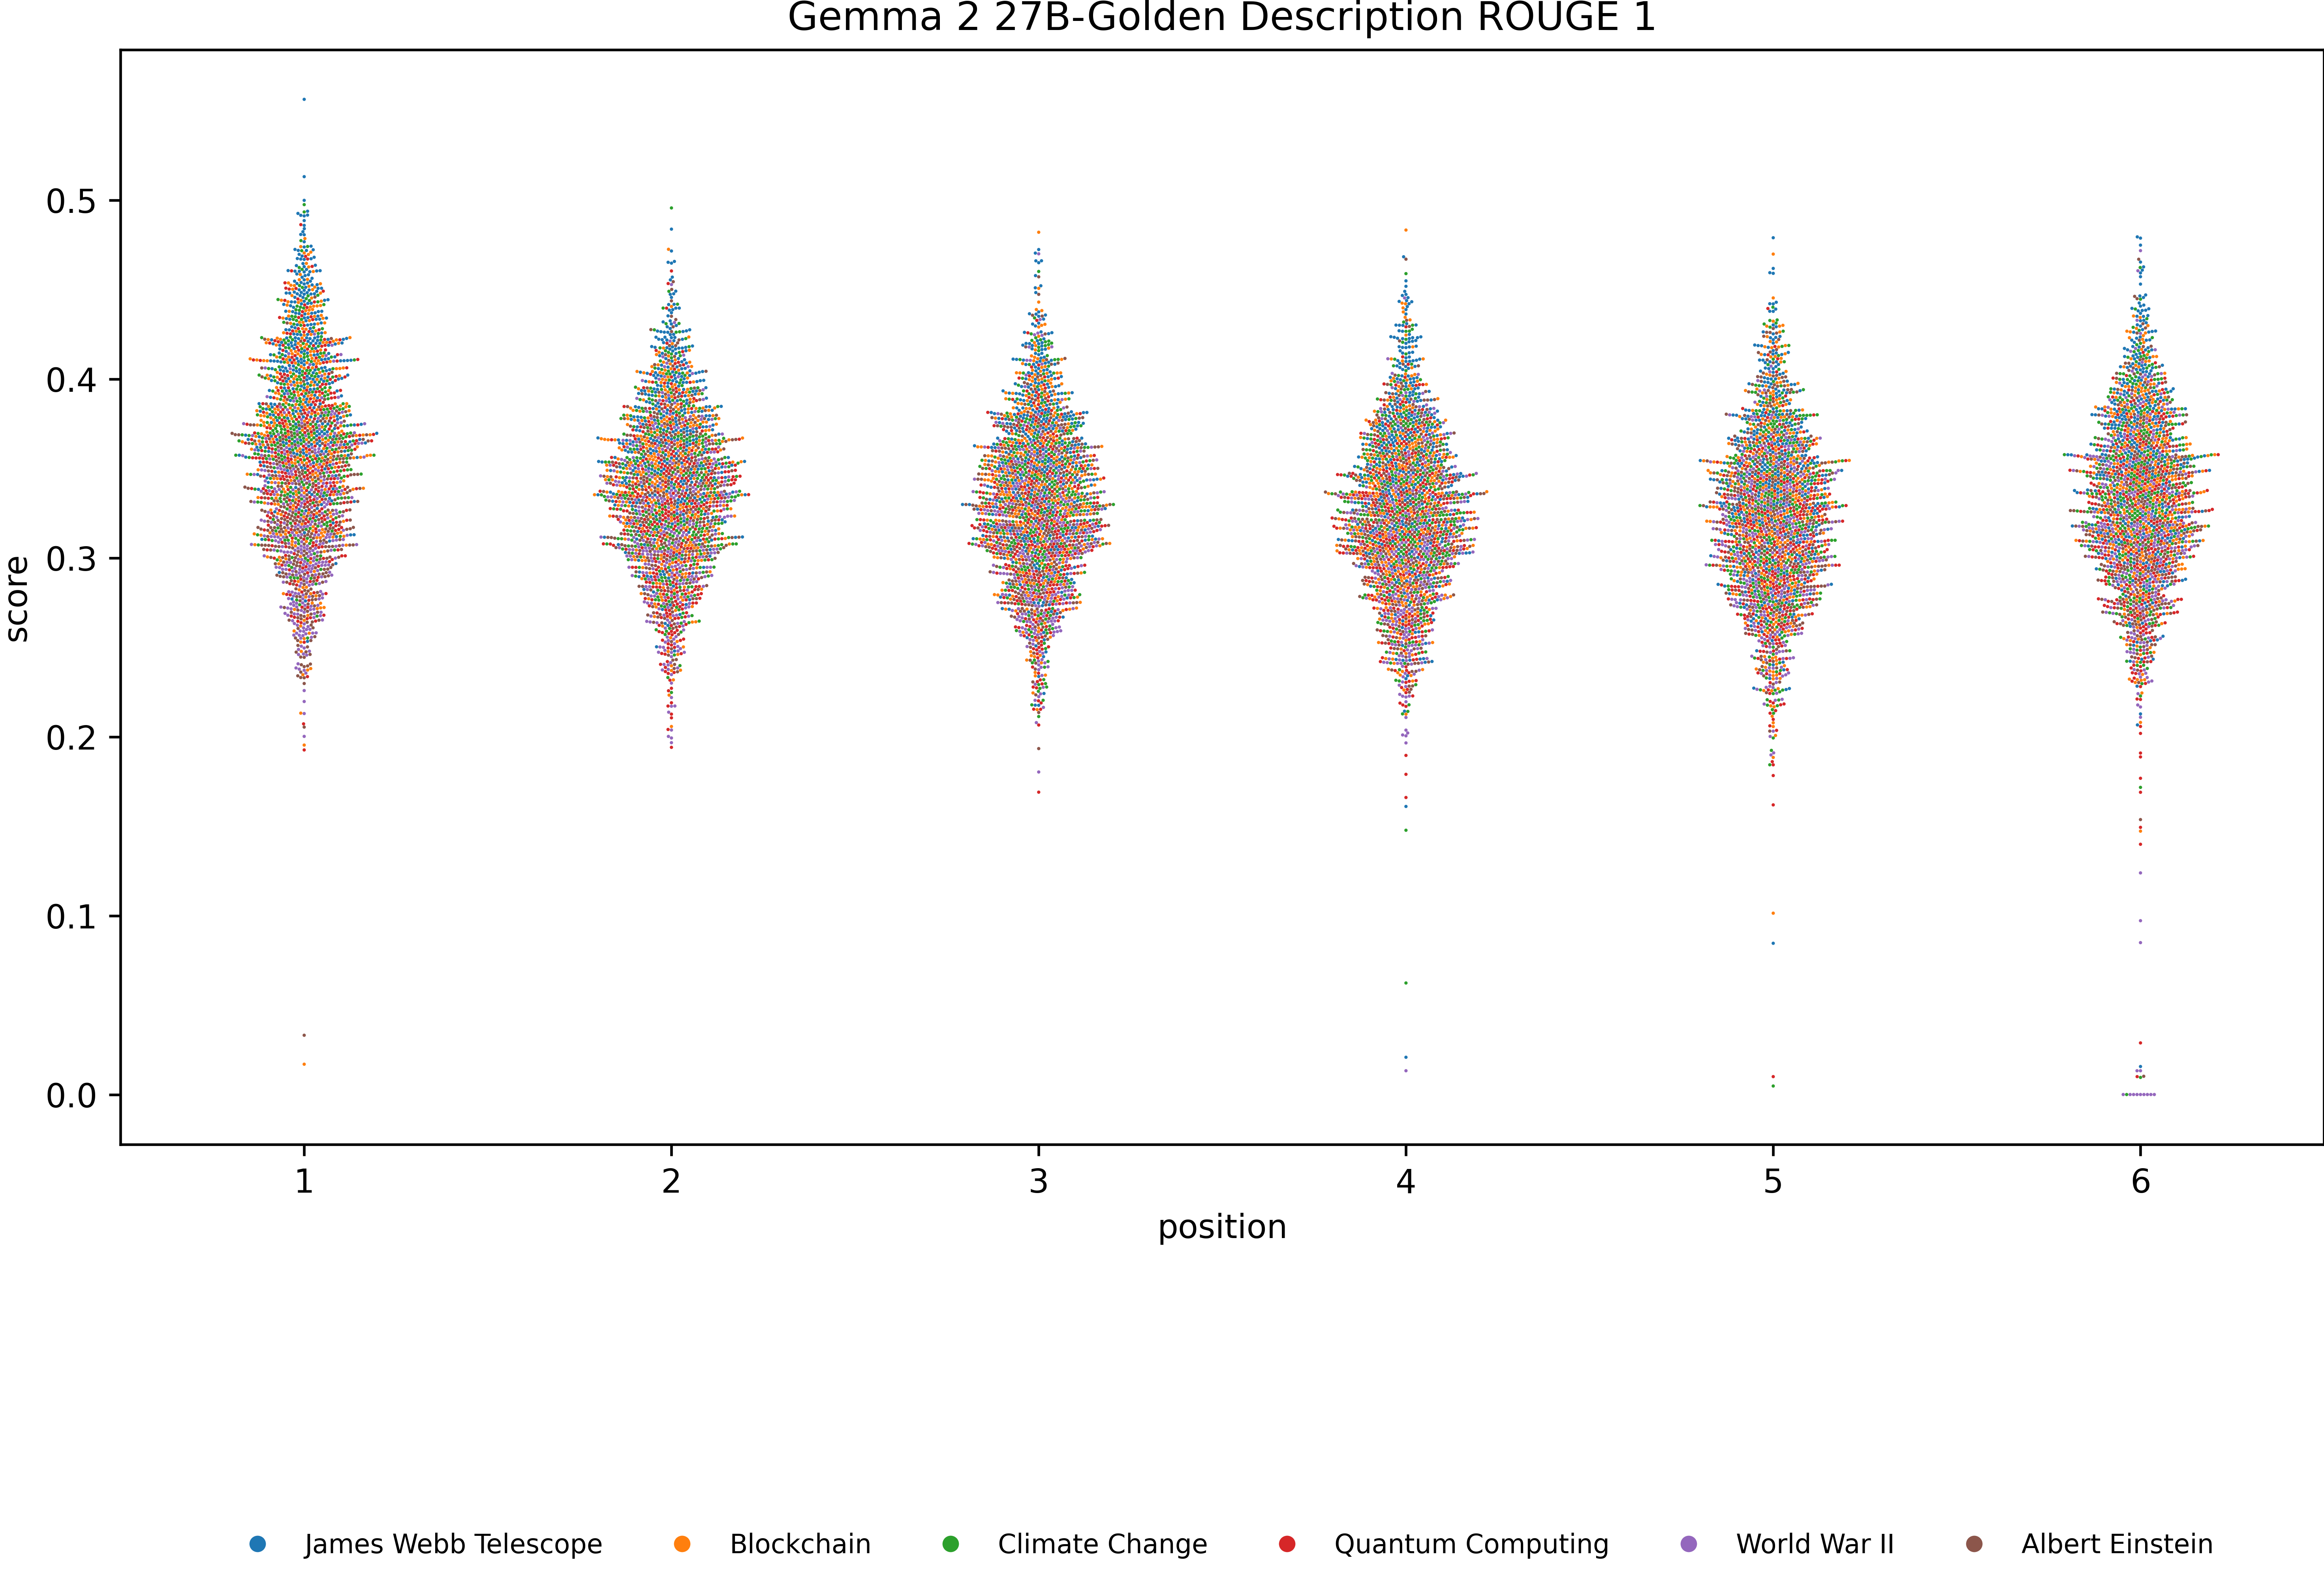 Gemma 2 27B-Golden Description ROUGE 1
score
0.5
0.4
0.3
0.2
0.1
0.0
1 2 3 4 5 6
position
James Webb Telescope Blockchain Climate Change Quantum Computing World War II Albert Einstein